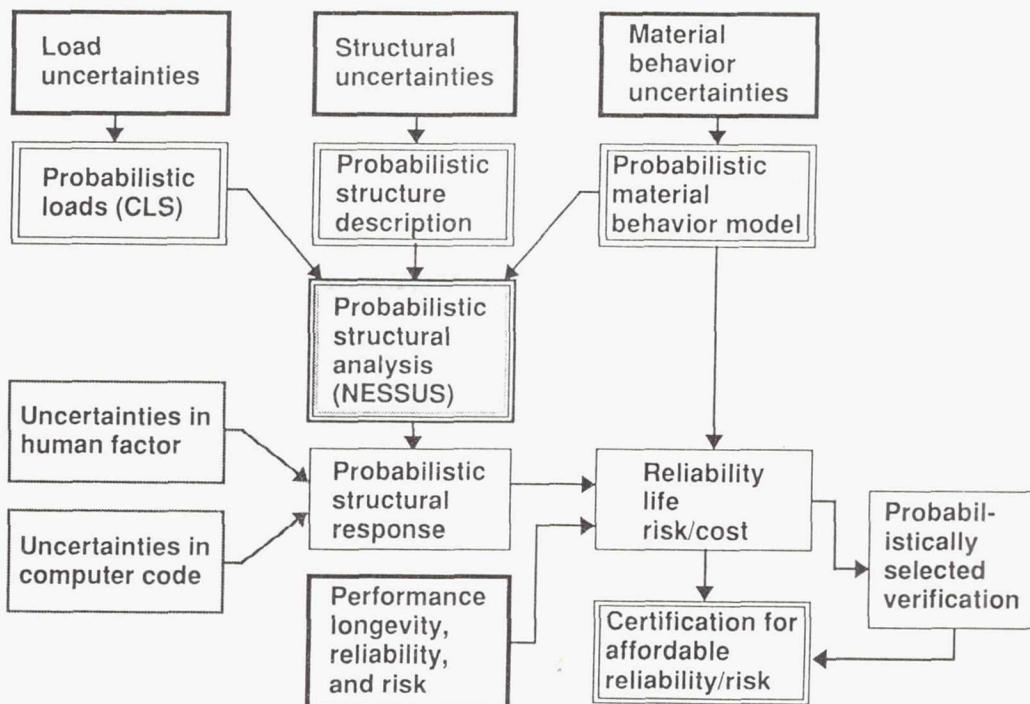 Load
uncertainties
Structural
uncertainties
Material
behavior
uncertainties
Probabilistic
loads (CLS)
Probabilistic
structure
description
Probabilistic
material
behavior model
Probabilistic
structural
analysis
(NESSUS)
Uncertainties in
human factor
Uncertainties in
computer code
Probabilistic
structural
response
Reliability
life
risk/cost
Probabil-
istically
selected
verification
Performance
longevity,
reliability,
and risk
Certification for
affordable
reliability/risk